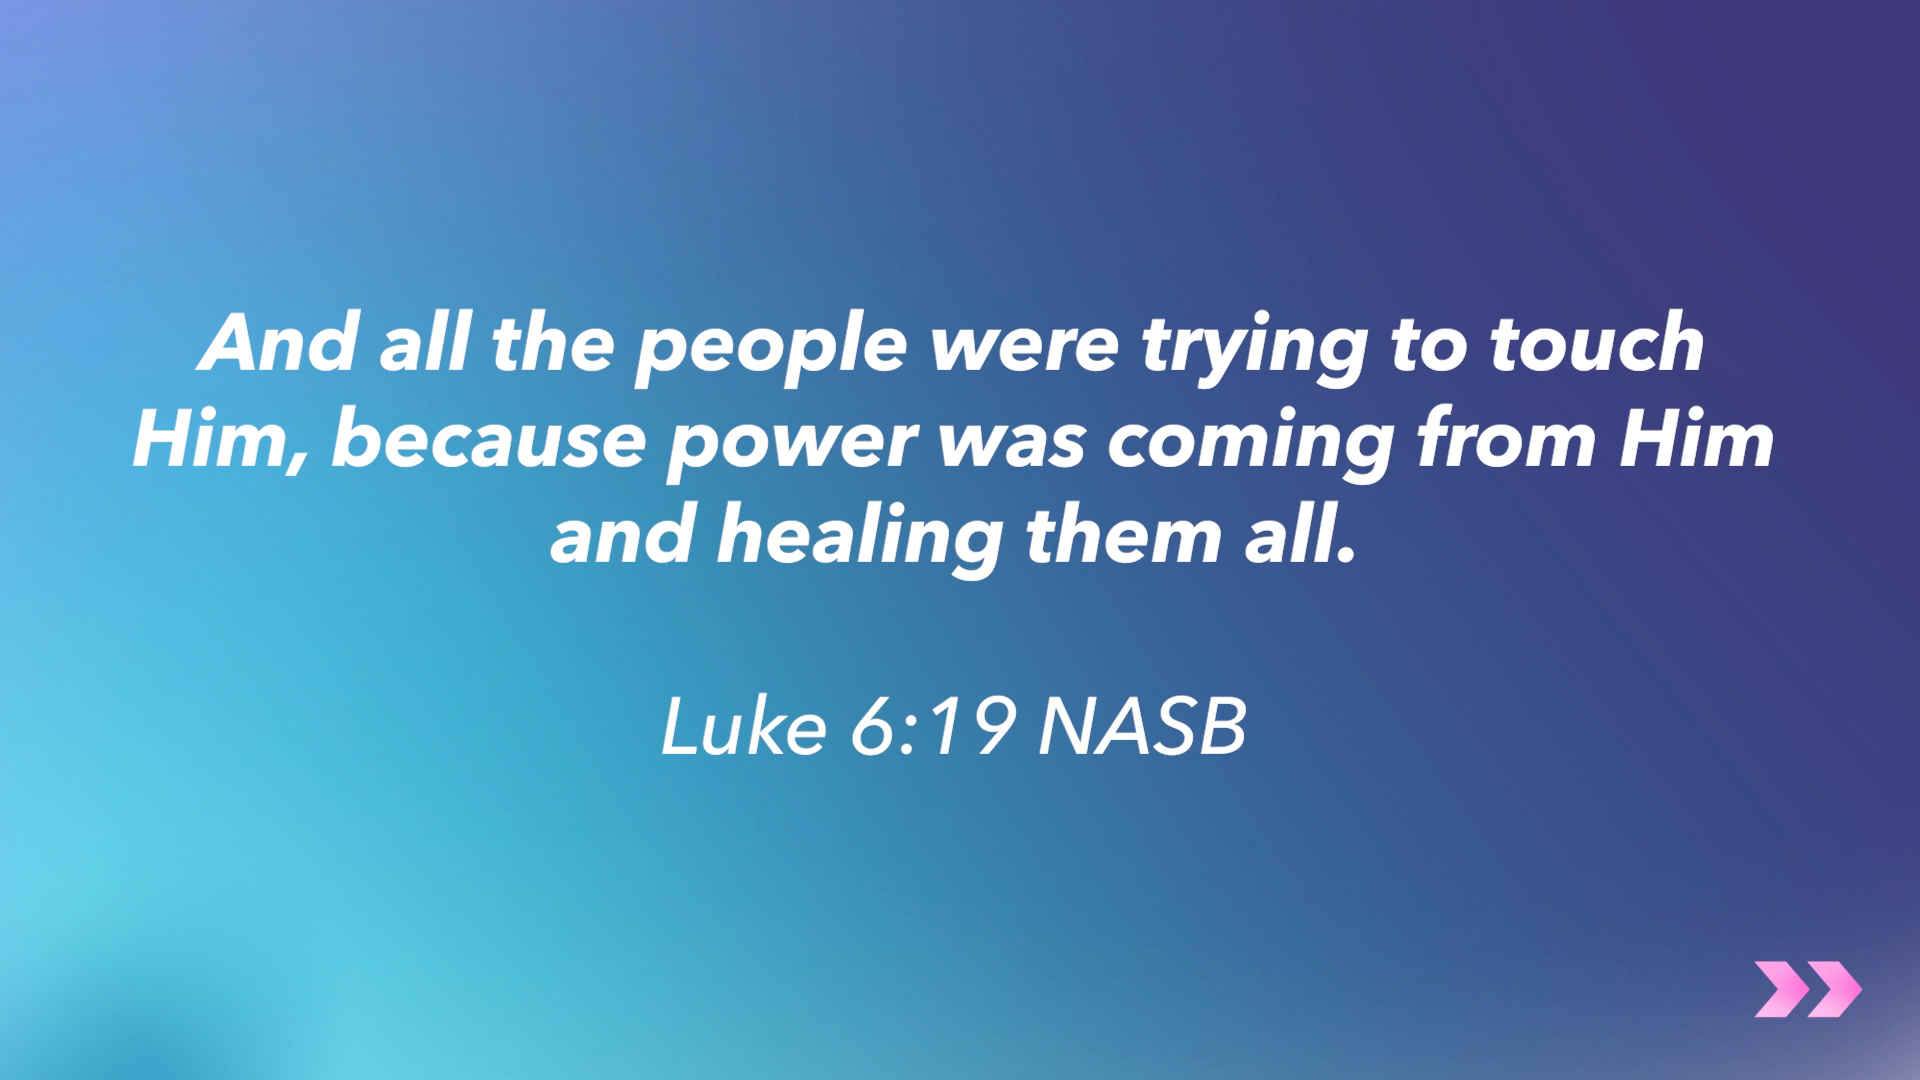 And all the people were trying to touch
Him, because power was coming from Him
and healing them all.
Luke 6:19 NASB